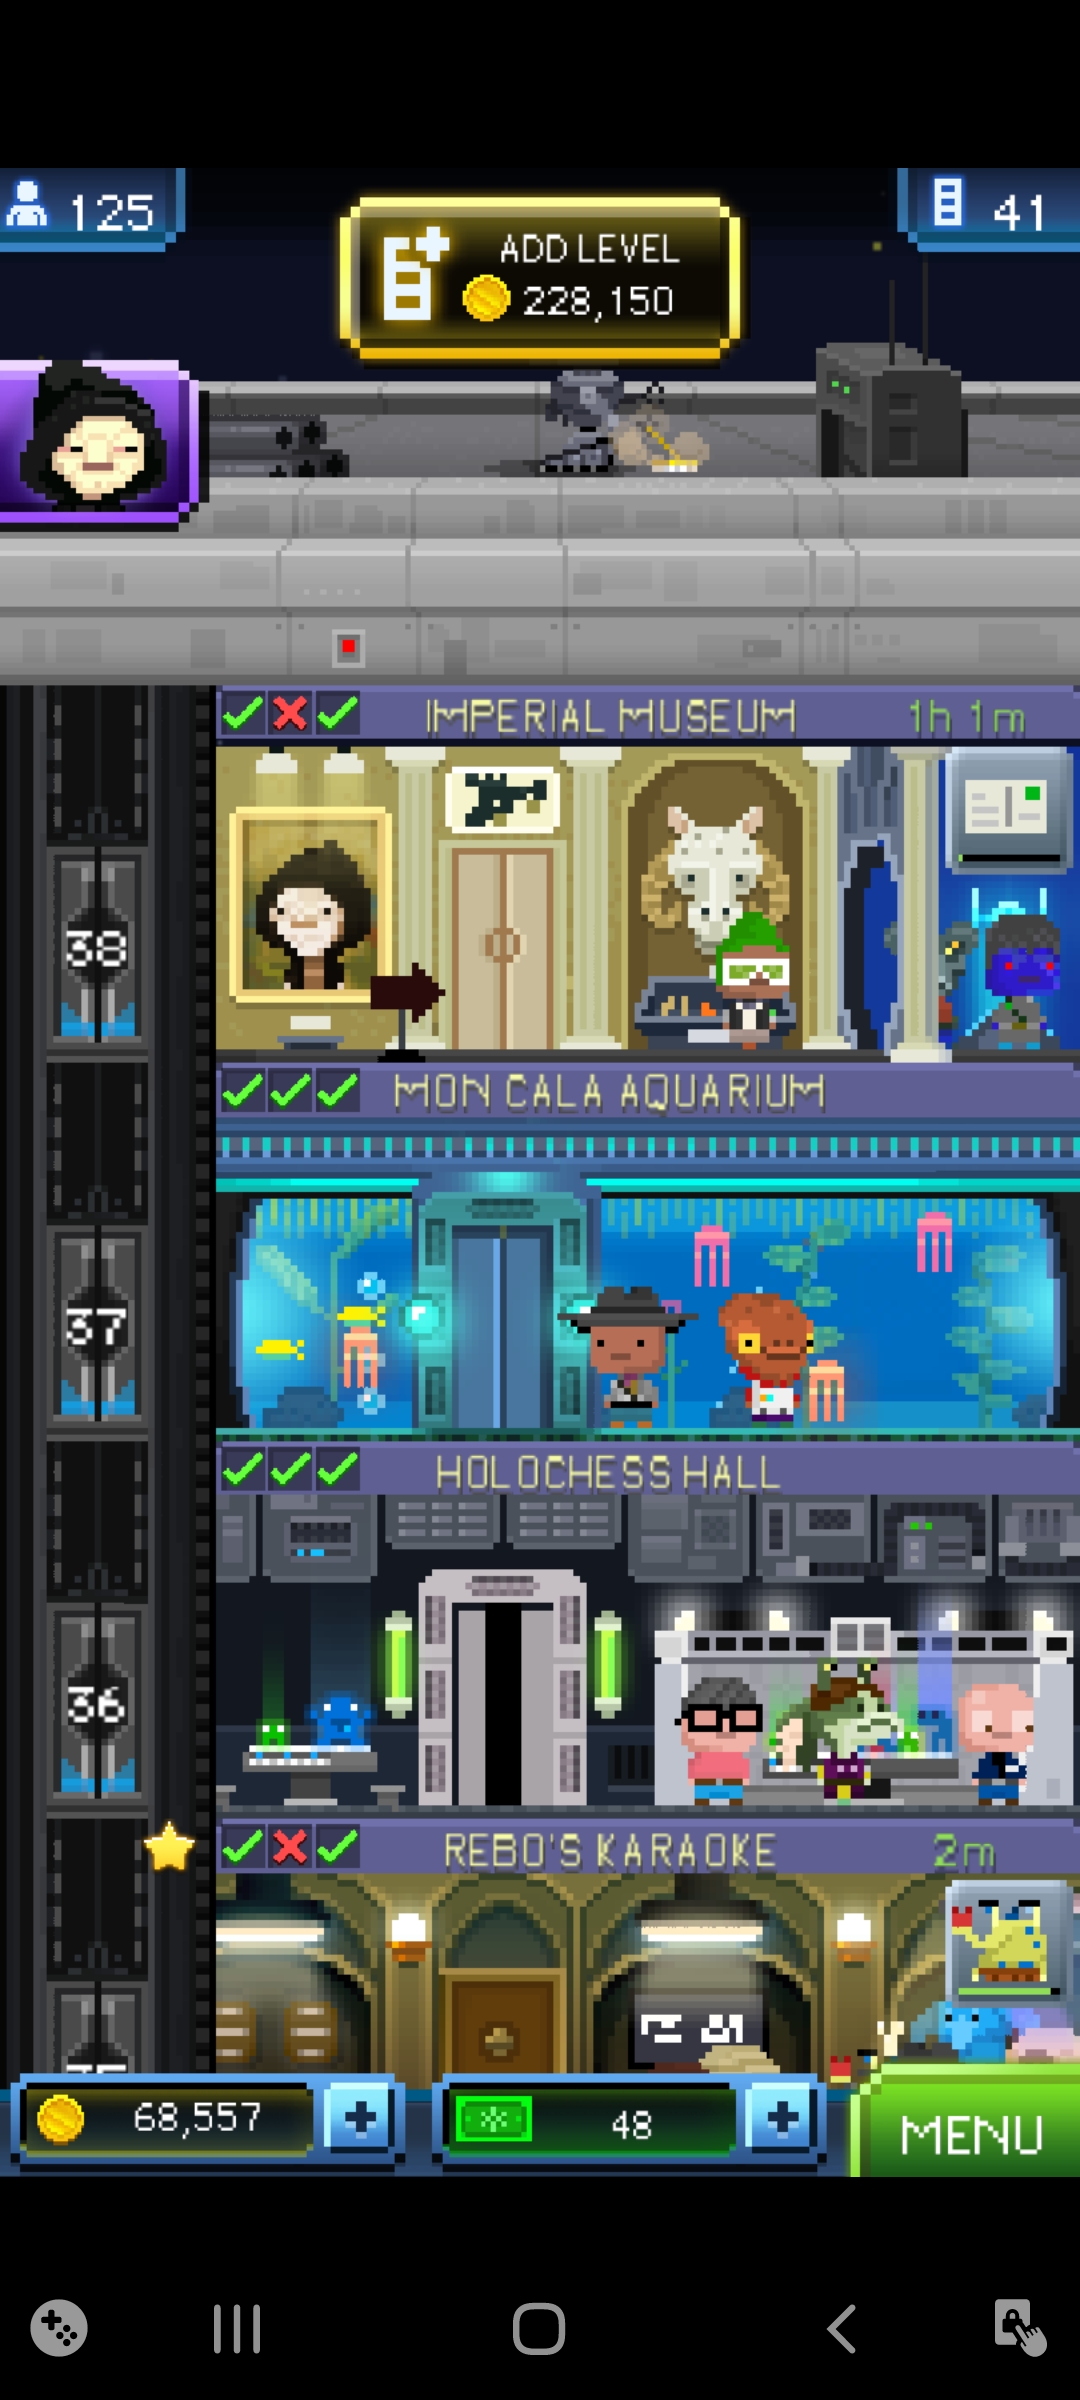 125
ADD LEVEL
228,150
41
IMPERIAL MUSEUM 1h 1m
38
MON CALA AQUARIUM
37
HOLOCHESS HALL
36
REBO'S KARAOKE 2m
68,557
48
MENU